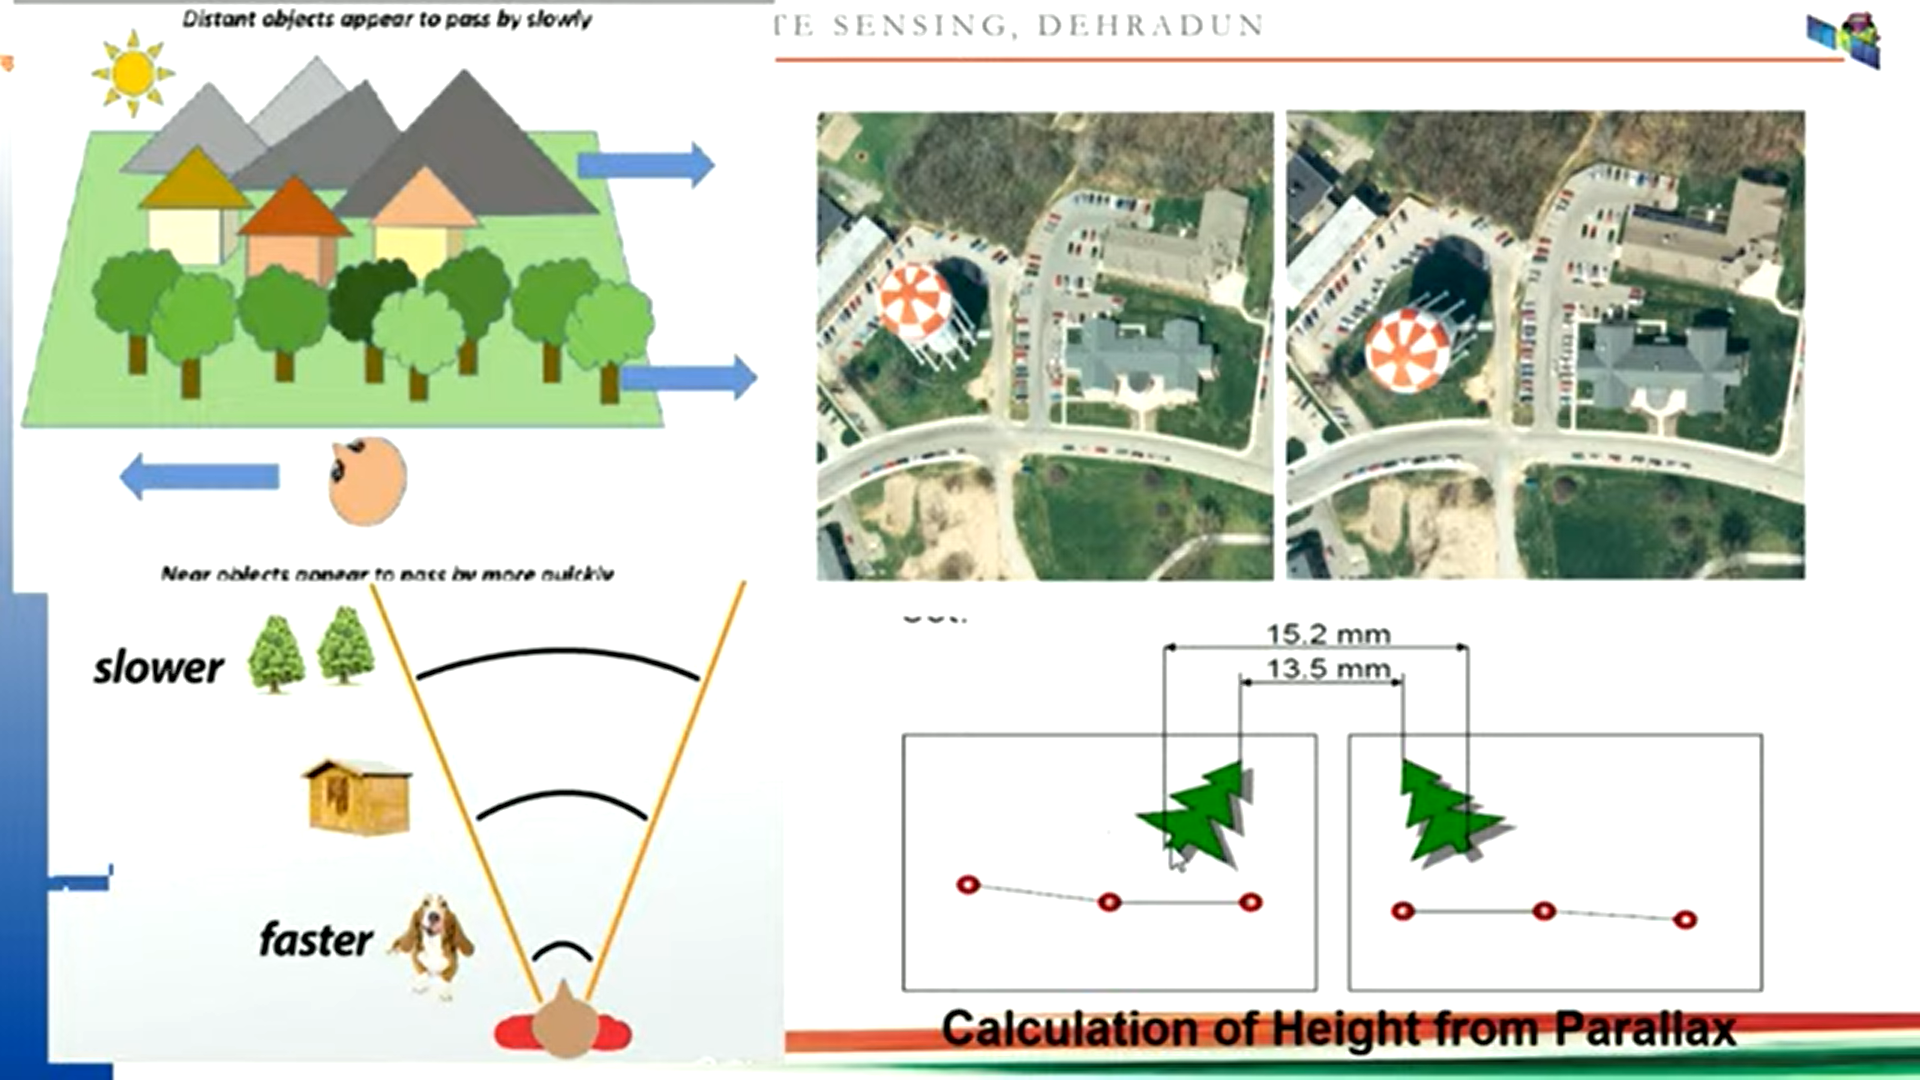 Distant objects appear to pass by slowly
TE SENSING, DEHRADUN
Near objects appear to pass by more quickly
slower
faster
15.2 mm
13.5 mm
Calculation of Height from Parallax